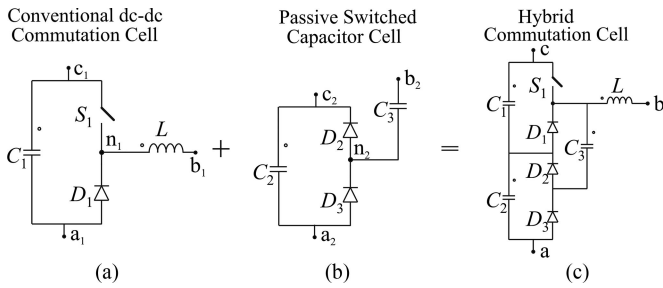 Conventional dc-dc
Commutation Cell
Passive Switched
Capacitor Cell
Hybrid
Commutation Cell
c₁
S₁
n₁
L
C₁
b₁
D₁
a₁
(a)
+
b₂
c₂
C₃
D₂
n₂
C₂
D₃
a₂
(b)
=
c
S₁
L
b
C₁
D₁
C₃
D₂
C₂
D₃
a
(c)